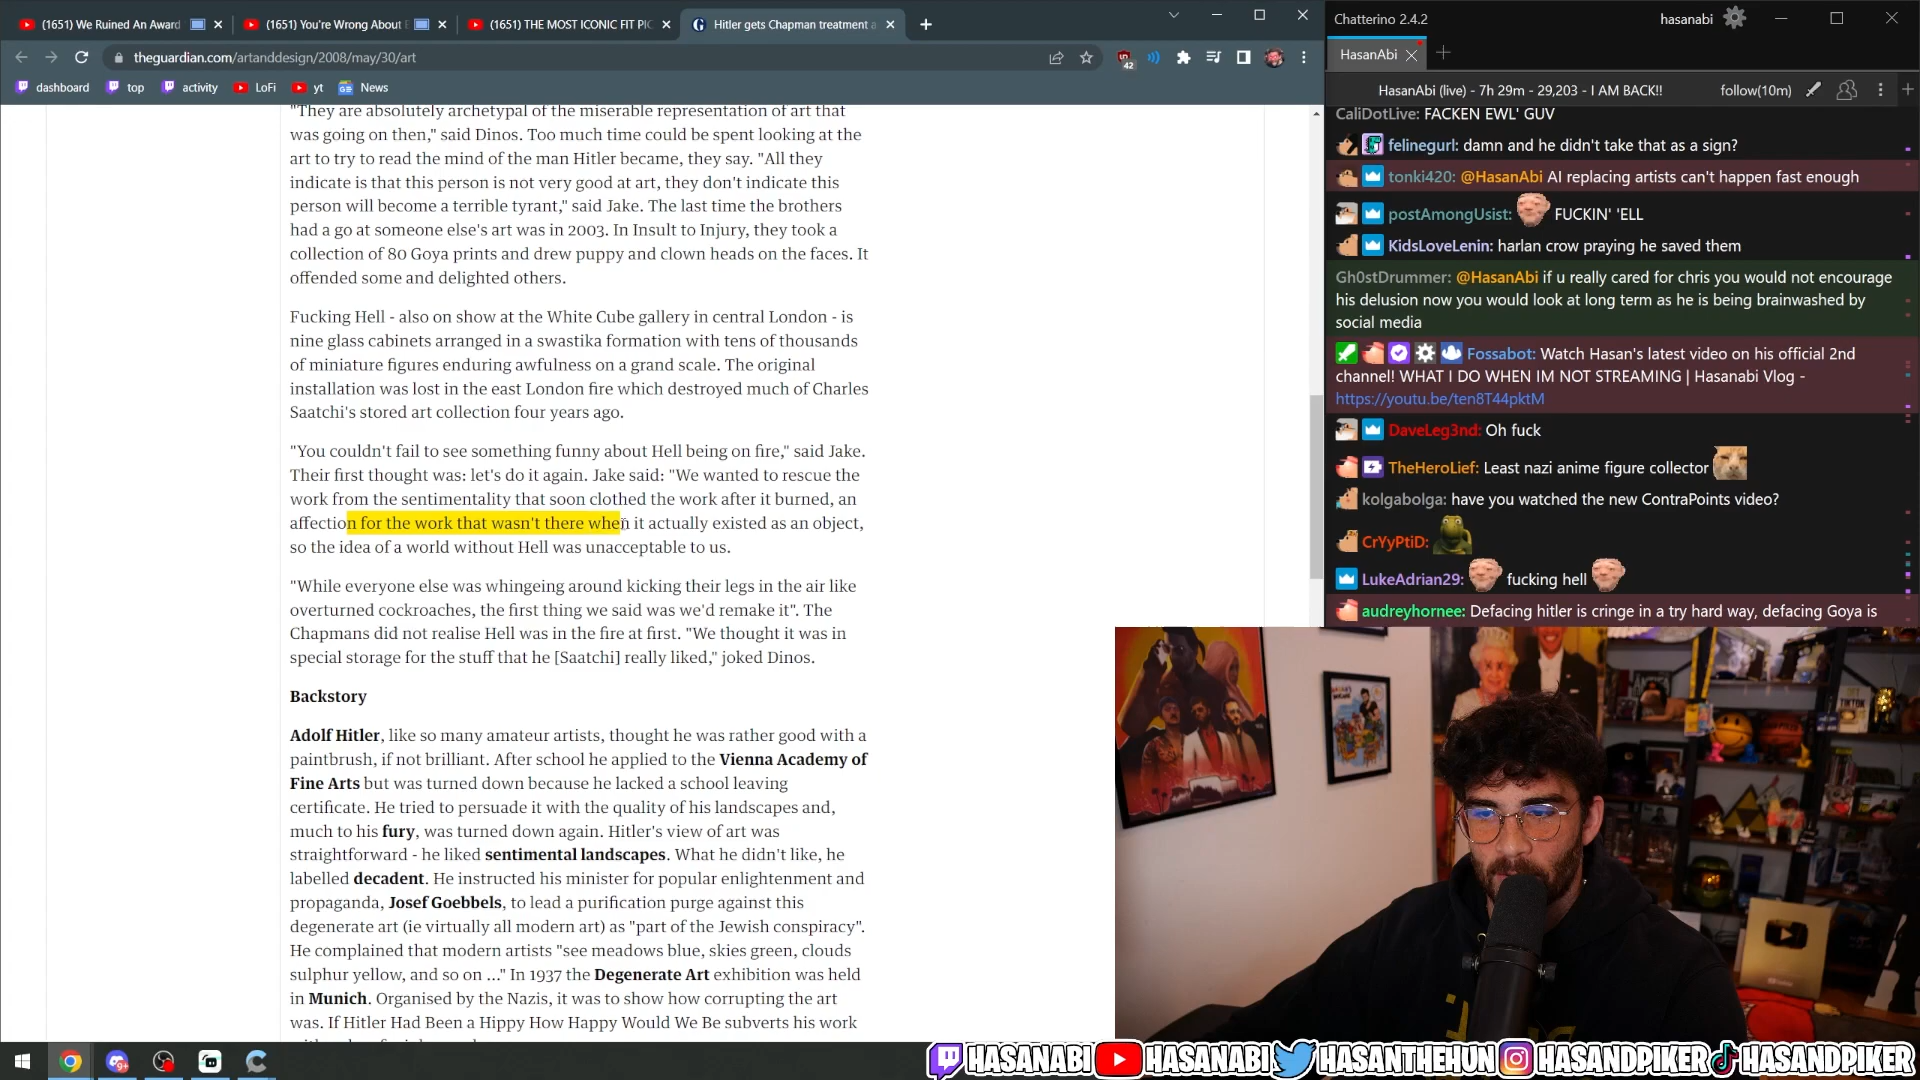 (1651) We Ruined An Award
(1651) You're Wrong About
(1651) THE MOST ICONIC FIT PIC
Hitler gets Chapman treatment a
theguardian.com/artanddesign/2008/may/30/art
42
dashboard
top
activity
LoFi
yt
News
"They are absolutely archetypal of the miserable representation of art that
was going on then," said Dinos. Too much time could be spent looking at the
art to try to read the mind of the man Hitler became, they say. "All they
indicate is that this person is not very good at art, they don't indicate this
person will become a terrible tyrant," said Jake. The last time the brothers
had a go at someone else's art was in 2003. In Insult to Injury, they took a
collection of 80 Goya prints and drew puppy and clown heads on the faces. It
offended some and delighted others.
Fucking Hell - also on show at the White Cube gallery in central London - is
nine glass cabinets arranged in a swastika formation with tens of thousands
of miniature figures enduring awfulness on a grand scale. The original
installation was lost in the east London fire which destroyed much of Charles
Saatchi's stored art collection four years ago.
"You couldn't fail to see something funny about Hell being on fire," said Jake.
Their first thought was: let's do it again. Jake said: "We wanted to rescue the
work from the sentimentality that soon clothed the work after it burned, an
affection for the work that wasn't there when it actually existed as an object,
so the idea of a world without Hell was unacceptable to us.
"While everyone else was whingeing around kicking their legs in the air like
overturned cockroaches, the first thing we said was we'd remake it". The
Chapmans did not realise Hell was in the fire at first. "We thought it was in
special storage for the stuff that he [Saatchi] really liked," joked Dinos.
Backstory
Adolf Hitler, like so many amateur artists, thought he was rather good with a
paintbrush, if not brilliant. After school he applied to the Vienna Academy of
Fine Arts but was turned down because he lacked a school leaving
certificate. He tried to persuade it with the quality of his landscapes and,
much to his fury, was turned down again. Hitler's view of art was
straightforward - he liked sentimental landscapes. What he didn't like, he
labelled decadent. He instructed his minister for popular enlightenment and
propaganda, Josef Goebbels, to lead a purification purge against this
degenerate art (ie virtually all modern art) as "part of the Jewish conspiracy".
He complained that modern artists "see meadows blue, skies green, clouds
sulphur yellow, and so on ..." In 1937 the Degenerate Art exhibition was held
in Munich. Organised by the Nazis, it was to show how corrupting the art
was. If Hitler Had Been a Hippy How Happy Would We Be subverts his work
Chatterino 2.4.2
hasanabi
HasanAbi
HasanAbi (live) - 7h 29m - 29,203 - I AM BACK!!
follow(10m)
CaliDotLive: FACKEN EWL' GUV
felinegurl: damn and he didn't take that as a sign?
tonki420: @HasanAbi AI replacing artists can't happen fast enough
postAmongUsist: FUCKIN' 'ELL
KidsLoveLenin: harlan crow praying he saved them
Gh0stDrummer: @HasanAbi if u really cared for chris you would not encourage
his delusion now you would look at long term as he is being brainwashed by
social media
Fossabot: Watch Hasan's latest video on his official 2nd
channel! WHAT I DO WHEN IM NOT STREAMING | Hasanabi Vlog -
https://youtu.be/ten8T44pktM
DaveLeg3nd: Oh fuck
TheHeroLief: Least nazi anime figure collector
kolgabolga: have you watched the new ContraPoints video?
CrYyPtiD:
LukeAdrian29: fucking hell
audreyhornee: Defacing hitler is cringe in a try hard way, defacing Goya is
HASANABI HASANABI HASANTHEHUN HASANDPIKER HASANDPIKER